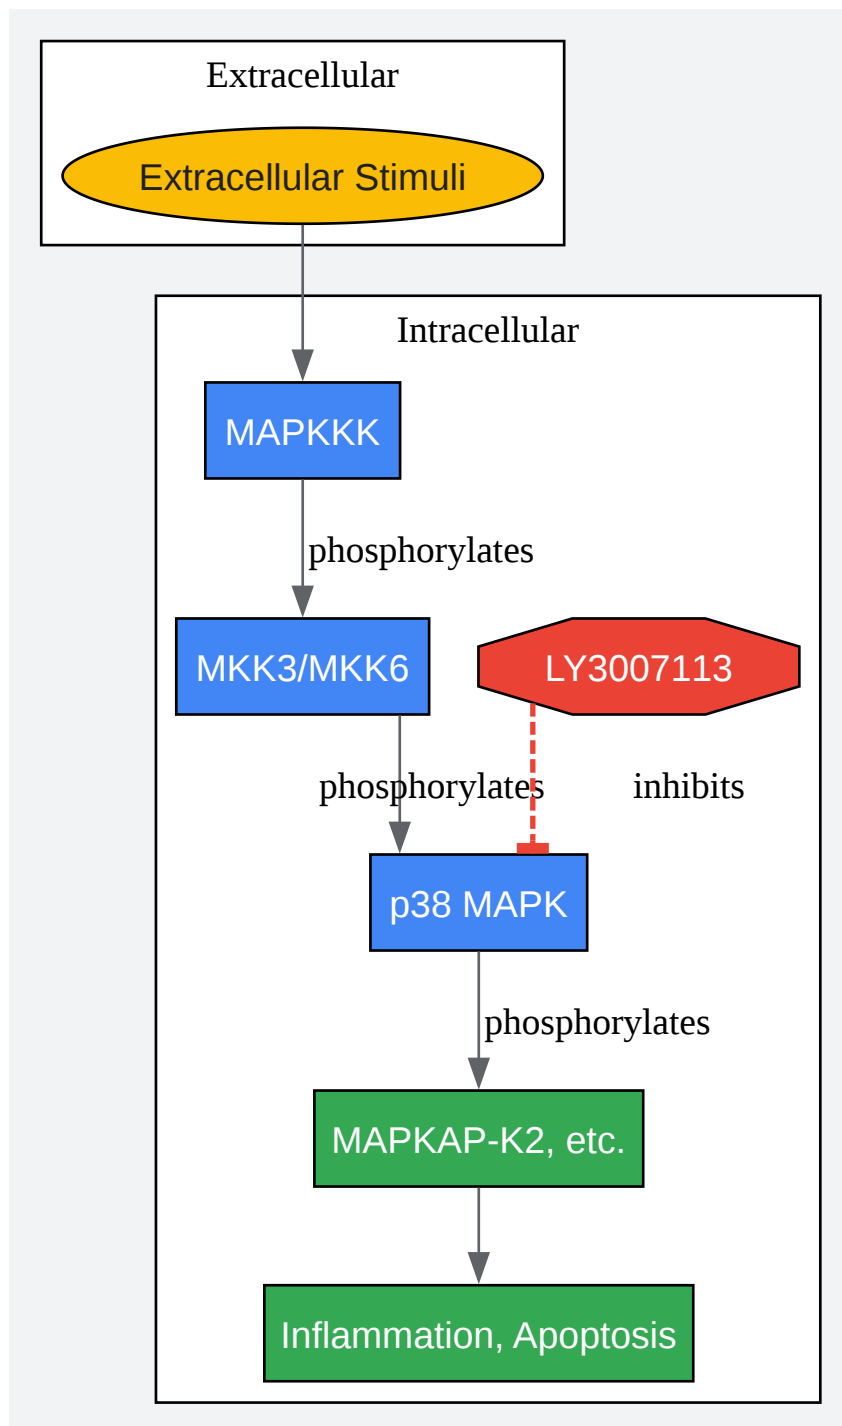 Extracellular
Extracellular Stimuli
Intracellular
MAPKKK
phosphorylates
MKK3/MKK6
LY3007113
phosphorylates
inhibits
p38 MAPK
phosphorylates
MAPKAP-K2, etc.
Inflammation, Apoptosis